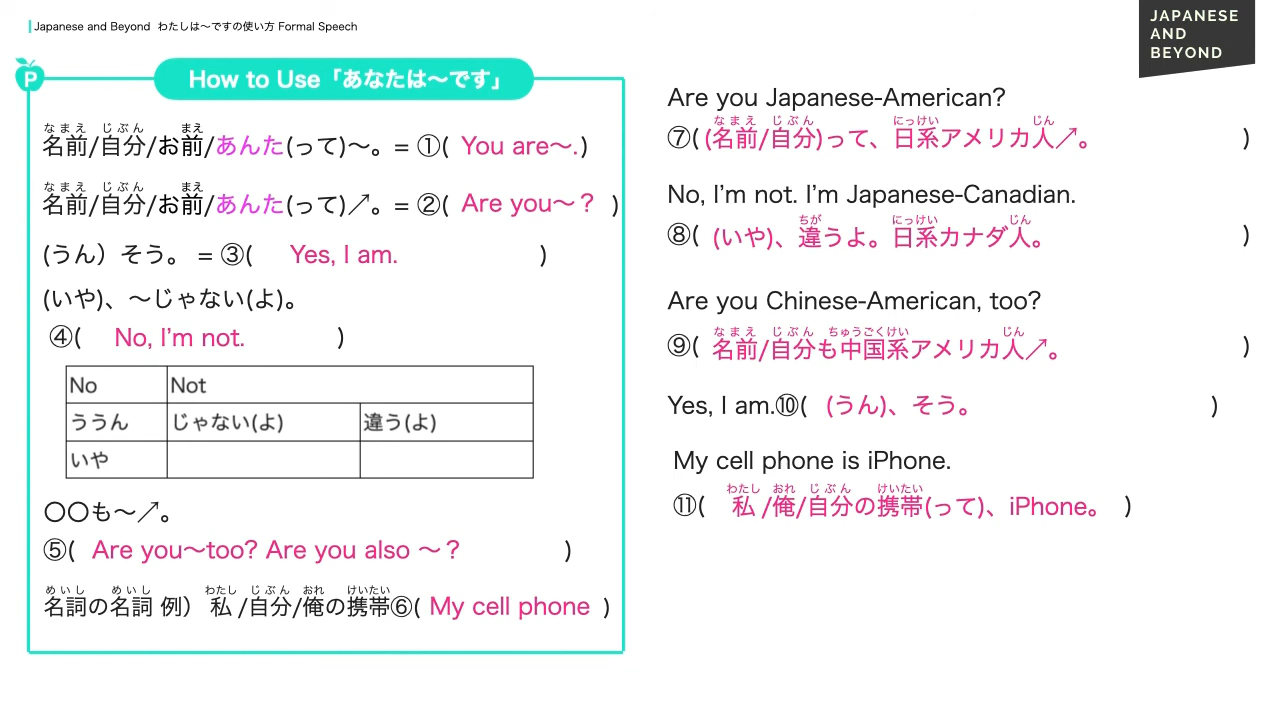 Japanese and Beyond わたしは〜ですの使い方 Formal Speech
JAPANESE
AND
BEYOND
P
How to Use「あなたは〜です」
なまえ じぶん まえ
名前/自分/お前/あんた(って)〜。= ①( You are〜.)
なまえ じぶん まえ
名前/自分/お前/あんた(って)↗。= ②( Are you〜？ )
(うん）そう。 = ③( Yes, I am. )
(いや)、〜じゃない(よ)。
④( No, I’m not. )
No Not
ううん じゃない(よ) 違う(よ)
いや
〇〇も〜↗。
⑤( Are you〜too? Are you also 〜？ )
めいし めいし わたし じぶん おれ けいたい
名詞の名詞 例） 私 /自分/俺の携帯⑥( My cell phone )
Are you Japanese-American?
なまえ じぶん にっけい じん
⑦( (名前/自分)って、日系アメリカ人↗。 )
No, I’m not. I’m Japanese-Canadian.
ちが にっけい じん
⑧( (いや)、違うよ。日系カナダ人。 )
Are you Chinese-American, too?
なまえ じぶん ちゅうごくけい じん
⑨( 名前/自分も中国系アメリカ人↗。 )
Yes, I am.⑩( (うん)、そう。 )
My cell phone is iPhone.
わたし おれ じぶん けいたい
⑪( 私 /俺/自分の携帯(って)、iPhone。 )